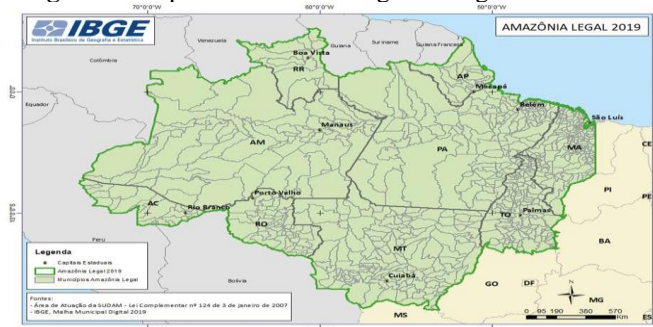 IBGE
Instituto Brasileiro de Geografia e Estatística
AMAZÔNIA LEGAL 2019
70°0'0"W
60°0'0"W
50°0'0"W
Colômbia
Venezuela
Guiana
Suriname
Guiana Francesa
Equador
Peru
Bolívia
Boa Vista
RR
AP
Macapá
Belém
São Luís
Manaus
AM
PA
MA
CE
PI
PE
AC
Rio Branco
Porto Velho
RO
TO
Palmas
MT
Cuiabá
BA
GO
DF
MG
MS
ES
Legenda
Capitais Estaduais
Amazônia Legal 2019
Municípios Amazônia Legal
Fontes:
- Área de Atuação da SUDAM - Lei Complementar nº 124 de 3 de janeiro de 2007
- IBGE, Malha Municipal Digital 2019
N
0 95 190 380 570
Km